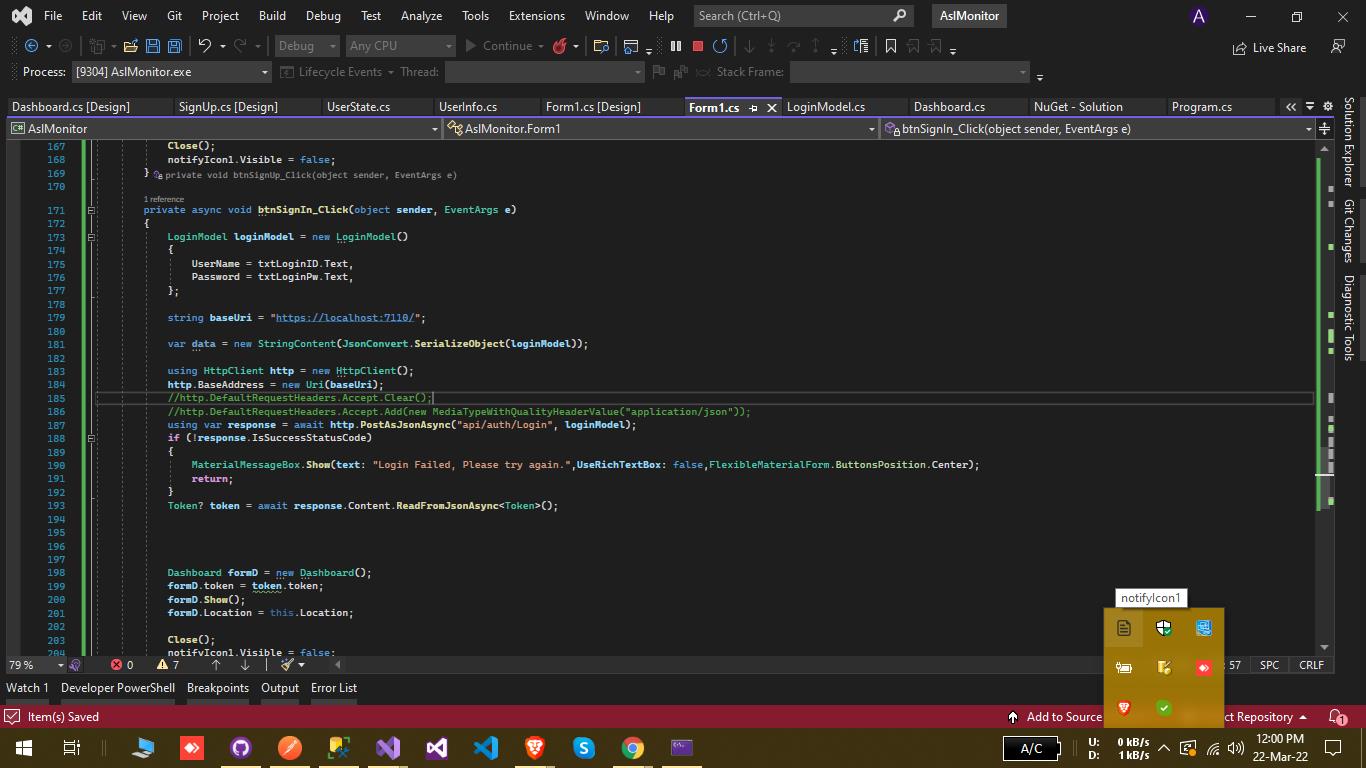 File Edit View Git Project Build Debug Test Analyze Tools Extensions Window Help Search (Ctrl+Q) AslMonitor A
Debug Any CPU Continue Live Share
Process: [9304] AslMonitor.exe Lifecycle Events Thread: Stack Frame:
Dashboard.cs [Design] SignUp.cs [Design] UserState.cs UserInfo.cs Form1.cs [Design] Form1.cs LoginModel.cs Dashboard.cs NuGet - Solution Program.cs
C# AslMonitor AslMonitor.Form1 btnSignIn_Click(object sender, EventArgs e)
167 Close();
168 notifyIcon1.Visible = false;
169 } private void btnSignUp_Click(object sender, EventArgs e)
170
1 reference
171 private async void btnSignIn_Click(object sender, EventArgs e)
172 {
173 LoginModel loginModel = new LoginModel()
174 {
175 UserName = txtLoginID.Text,
176 Password = txtLoginPw.Text,
177 };
178
179 string baseUri = "https://localhost:7110/";
180
181 var data = new StringContent(JsonConvert.SerializeObject(loginModel));
182
183 using HttpClient http = new HttpClient();
184 http.BaseAddress = new Uri(baseUri);
185 //http.DefaultRequestHeaders.Accept.Clear();
186 //http.DefaultRequestHeaders.Accept.Add(new MediaTypeWithQualityHeaderValue("application/json"));
187 using var response = await http.PostAsJsonAsync("api/auth/Login", loginModel);
188 if (!response.IsSuccessStatusCode)
189 {
190 MaterialMessageBox.Show(text: "Login Failed, Please try again.",UseRichTextBox: false,FlexibleMaterialForm.ButtonsPosition.Center);
191 return;
192 }
193 Token? token = await response.Content.ReadFromJsonAsync<Token>();
194
195
196
197
198 Dashboard formD = new Dashboard();
199 formD.token = token.token;
200 formD.Show();
201 formD.Location = this.Location;
202
203 Close();
204 notifyIcon1.Visible = false;
Solution Explorer
Git Changes
Diagnostic Tools
notifyIcon1
79 % 0 7 57 SPC CRLF
Watch 1 Developer PowerShell Breakpoints Output Error List
Item(s) Saved Add to Source ct Repository 1
A/C U: 0 kB/s 12:00 PM
D: 1 kB/s 22-Mar-22